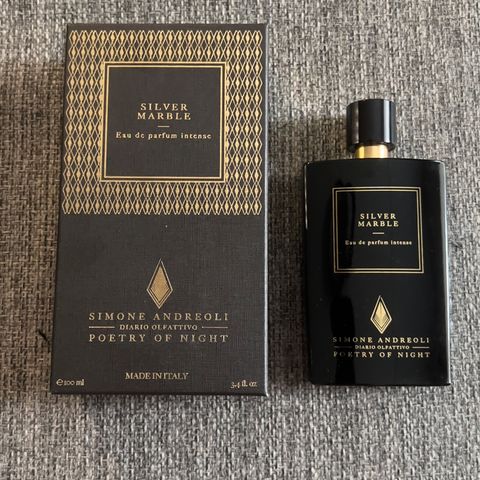 SILVER
MARBLE
Eau de parfum intense
SIMONE ANDREOLI
DIARIO OLFATTIVO
POETRY OF NIGHT
MADE IN ITALY
℮100 ml
3,4 fl. oz
SILVER
MARBLE
Eau de parfum intense
SIMONE ANDREOLI
DIARIO OLFATTIVO
POETRY OF NIGHT